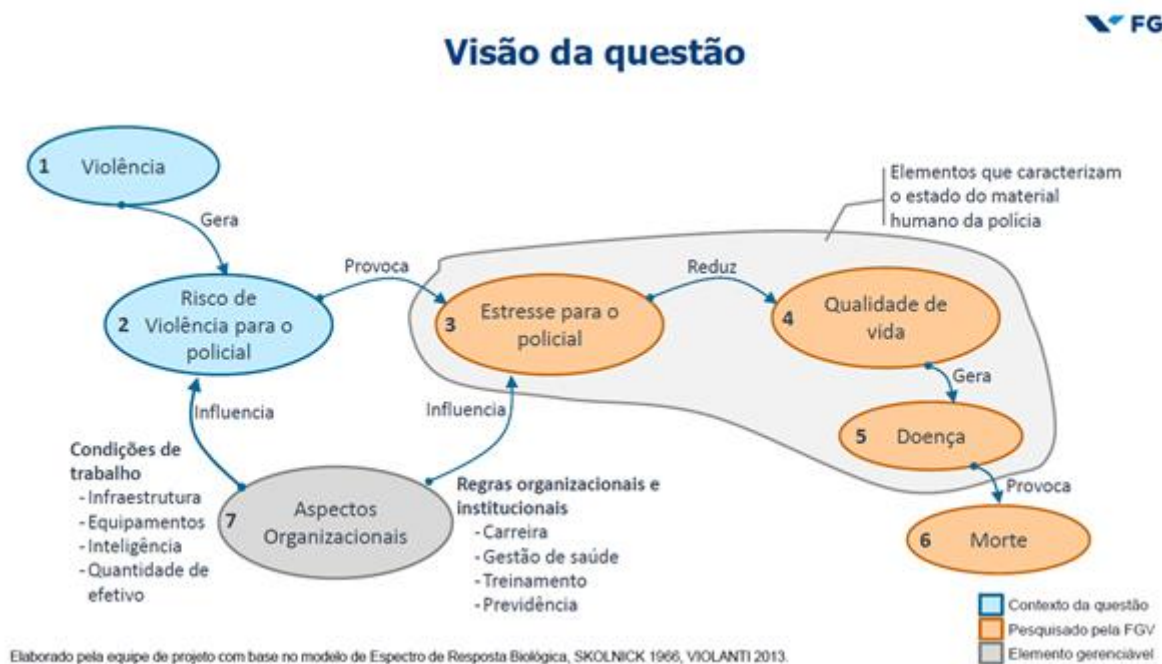 FG
Visão da questão
1 Violência
Gera
Elementos que caracterizam
o estado do material
humano da polícia
Provoca
Reduz
2 Risco de
Violência para o
policial
3 Estresse para o
policial
4 Qualidade de
vida
Gera
Influencia
Influencia
5 Doença
Provoca
Condições de
trabalho
- Infraestrutura
- Equipamentos
- Inteligência
- Quantidade de
efetivo
7 Aspectos
Organizacionais
Regras organizacionais e
institucionais
- Carreira
- Gestão de saúde
- Treinamento
- Previdência
6 Morte
Contexto da questão
Pesquisado pela FGV
Elemento gerenciável
Elaborado pela equipe de projeto com base no modelo de Espectro de Resposta Biológica, SKOLNICK 1966, VIOLANTI 2013.